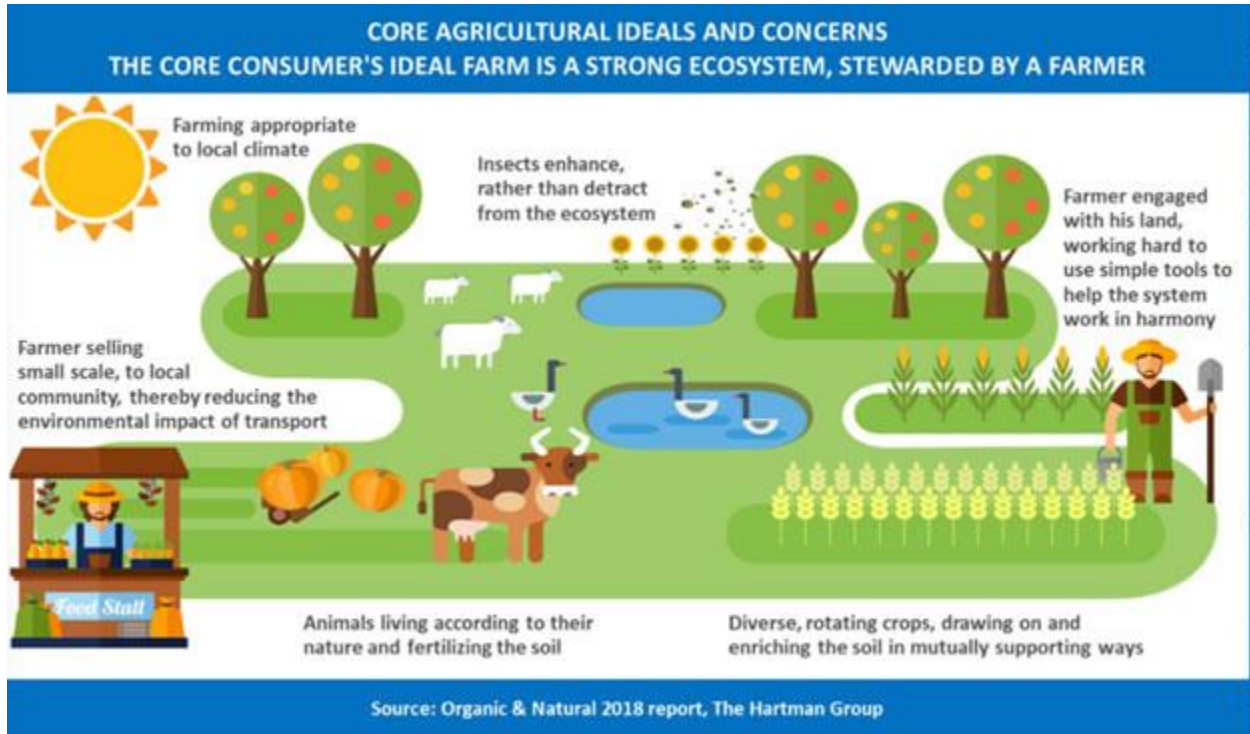 CORE AGRICULTURAL IDEALS AND CONCERNS
THE CORE CONSUMER'S IDEAL FARM IS A STRONG ECOSYSTEM, STEWARDED BY A FARMER
Farming appropriate
to local climate
Insects enhance,
rather than detract
from the ecosystem
Farmer engaged
with his land,
working hard to
use simple tools to
help the system
work in harmony
Farmer selling
small scale, to local
community, thereby reducing the
environmental impact of transport
Food Stall
Animals living according to their
nature and fertilizing the soil
Diverse, rotating crops, drawing on and
enriching the soil in mutually supporting ways
Source: Organic & Natural 2018 report, The Hartman Group